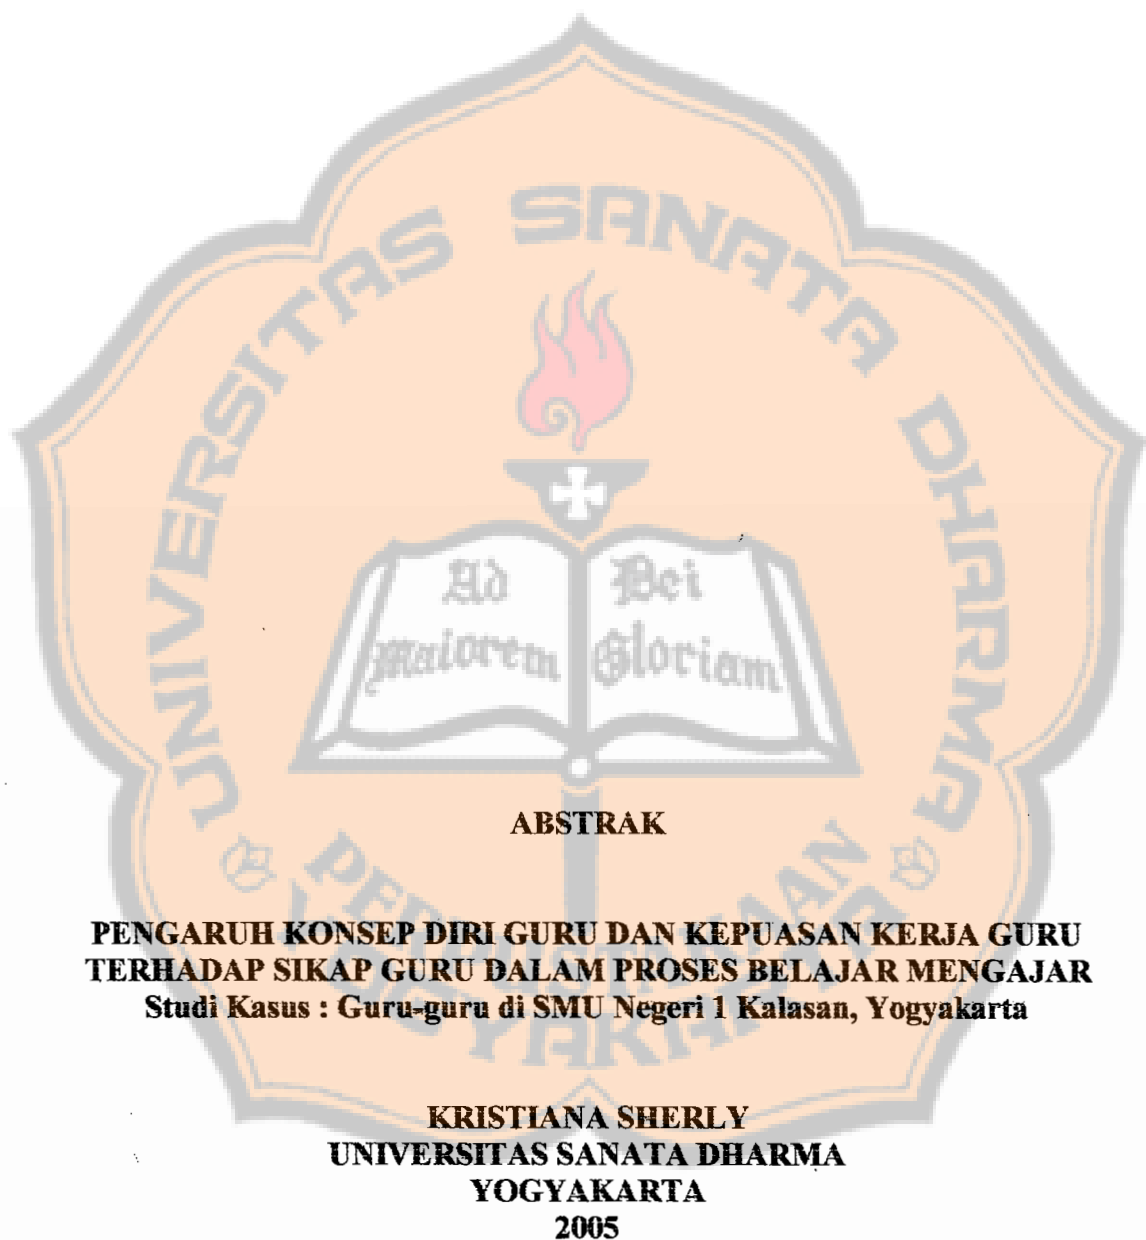 UNIVERSITAS SANATA DHARMA
Ad Dei
Maiorem Gloriam
ABSTRAK
PERPUSTAKAAN
YOGYAKARTA
PENGARUH KONSEP DIRI GURU DAN KEPUASAN KERJA GURU
TERHADAP SIKAP GURU DALAM PROSES BELAJAR MENGAJAR
Studi Kasus : Guru-guru di SMU Negeri 1 Kalasan, Yogyakarta
KRISTIANA SHERLY
UNIVERSITAS SANATA DHARMA
YOGYAKARTA
2005